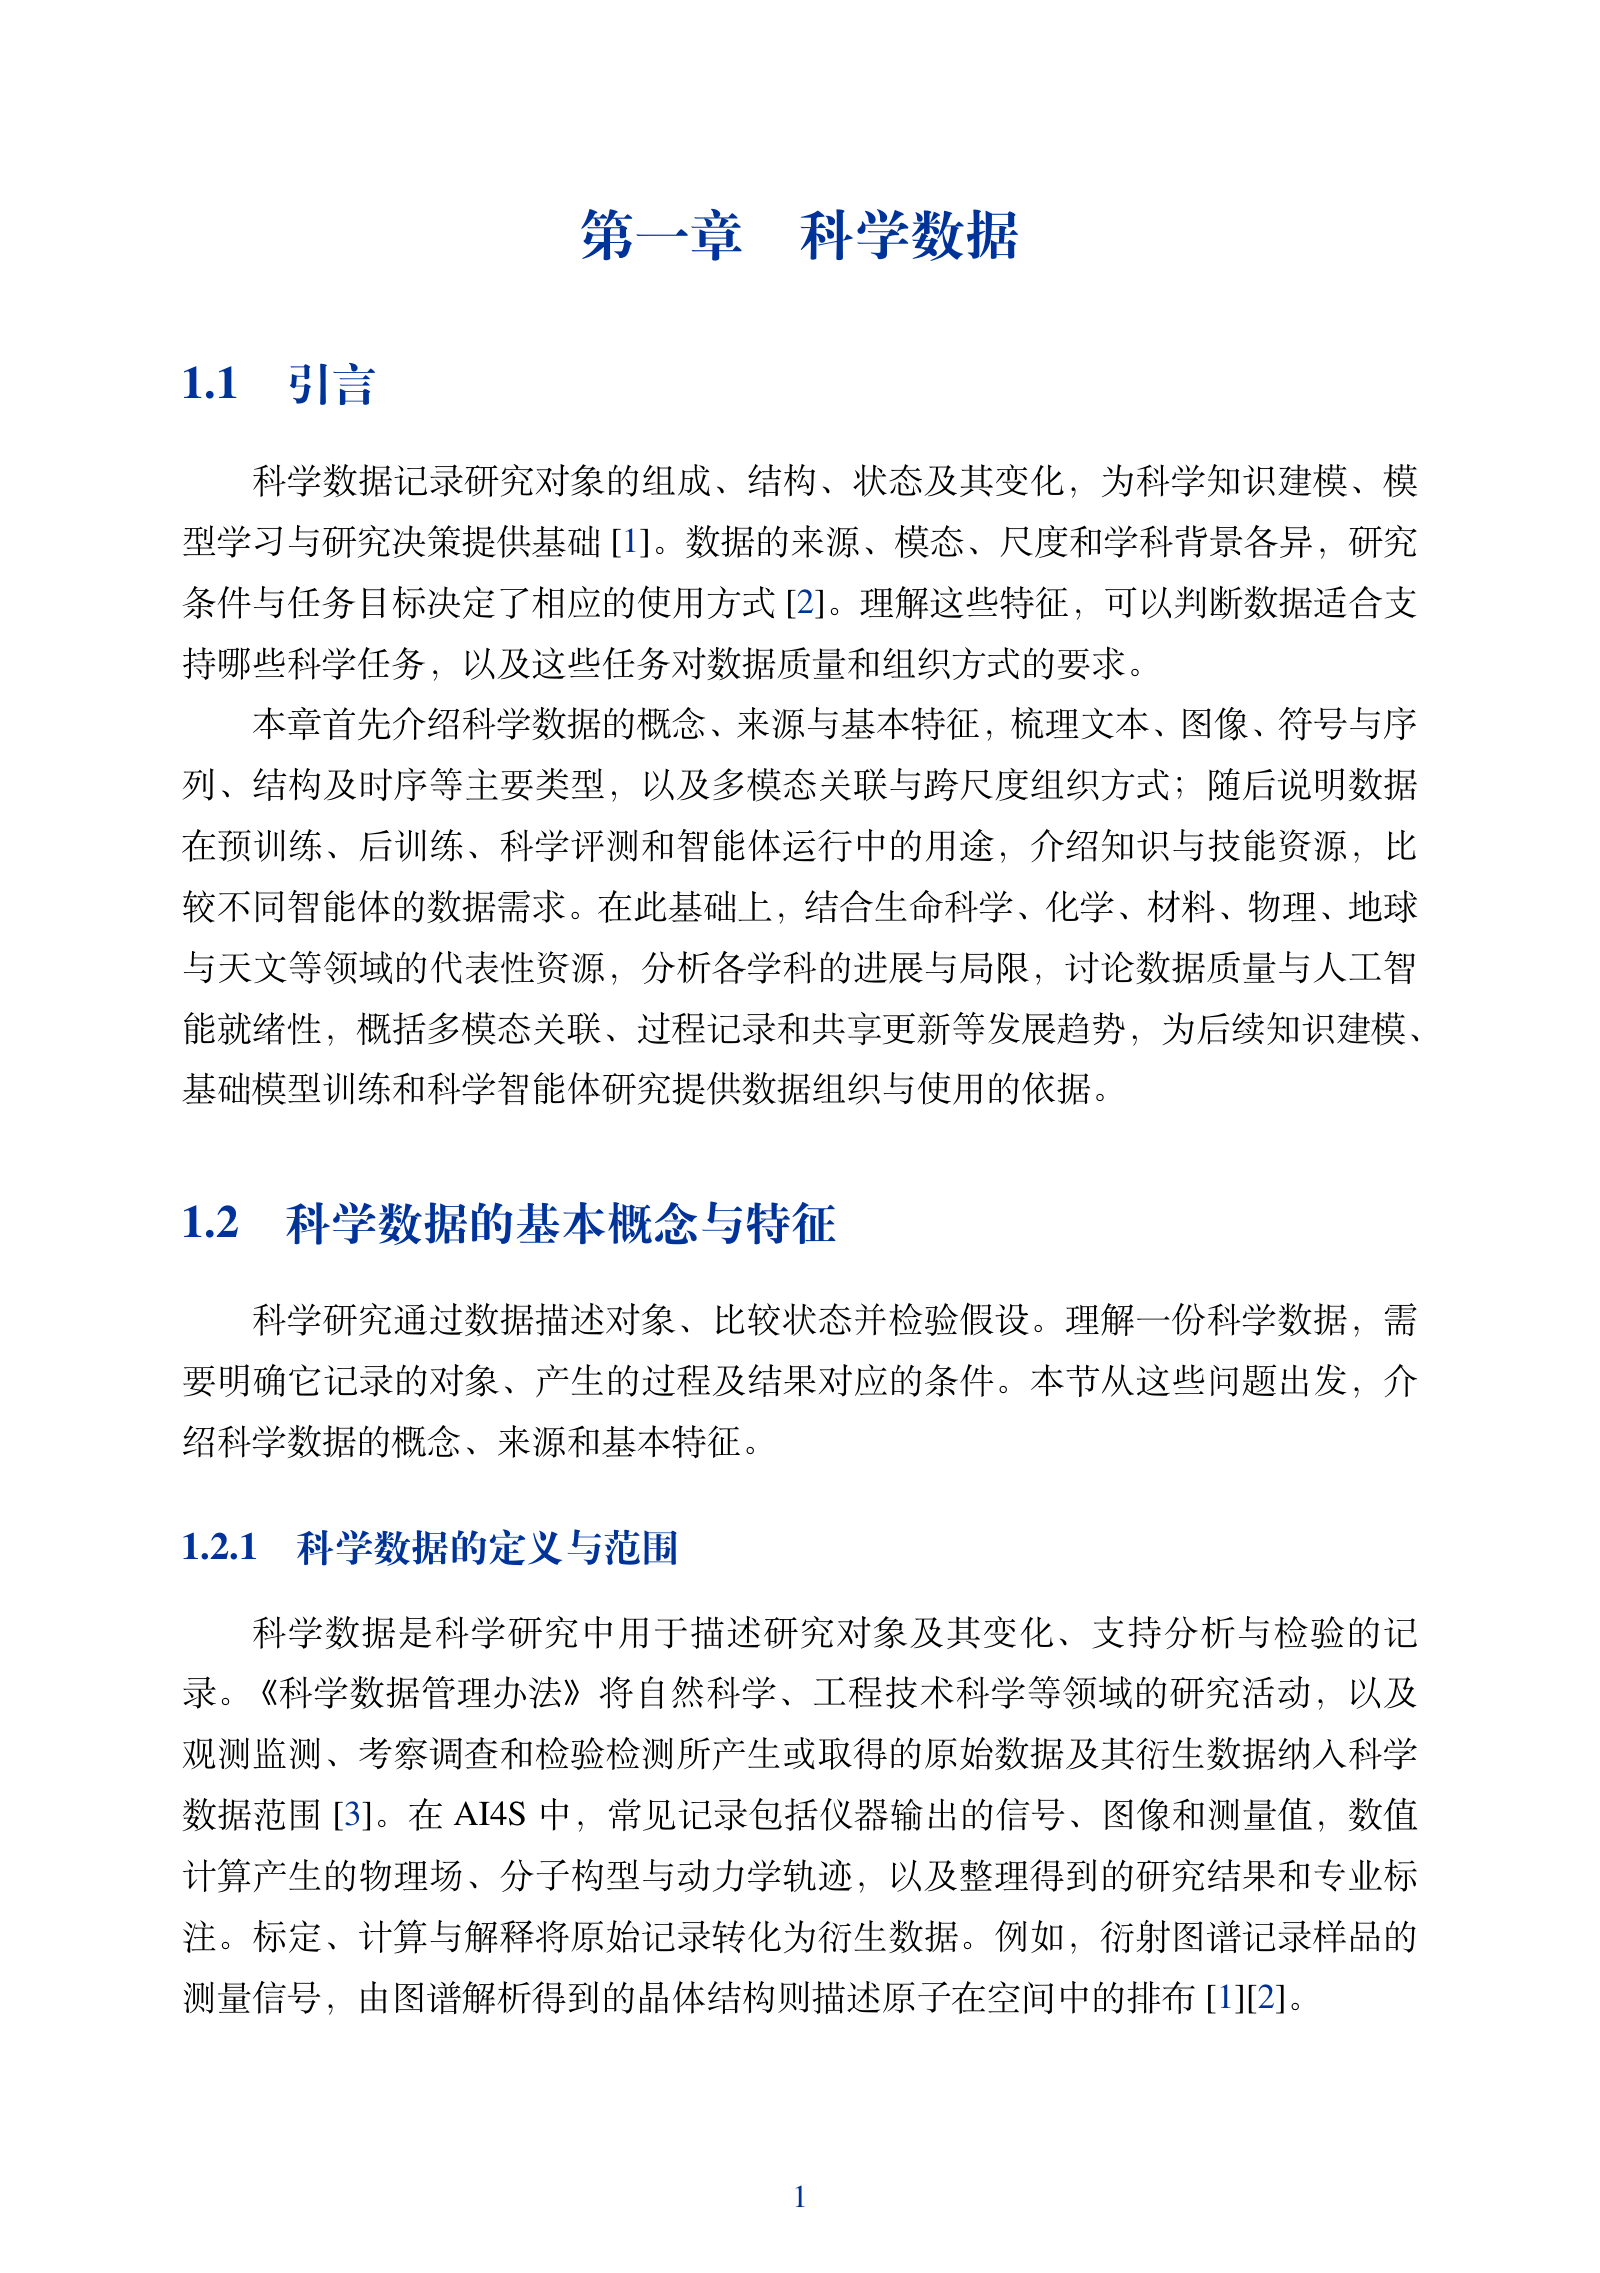 第一章　科学数据
1.1　引言
科学数据记录研究对象的组成、结构、状态及其变化，为科学知识建模、模
型学习与研究决策提供基础 [1]。数据的来源、模态、尺度和学科背景各异，研究
条件与任务目标决定了相应的使用方式 [2]。理解这些特征，可以判断数据适合支
持哪些科学任务，以及这些任务对数据质量和组织方式的要求。
本章首先介绍科学数据的概念、来源与基本特征，梳理文本、图像、符号与序
列、结构及时序等主要类型，以及多模态关联与跨尺度组织方式；随后说明数据
在预训练、后训练、科学评测和智能体运行中的用途，介绍知识与技能资源，比
较不同智能体的数据需求。在此基础上，结合生命科学、化学、材料、物理、地球
与天文等领域的代表性资源，分析各学科的进展与局限，讨论数据质量与人工智
能就绪性，概括多模态关联、过程记录和共享更新等发展趋势，为后续知识建模、
基础模型训练和科学智能体研究提供数据组织与使用的依据。
1.2　科学数据的基本概念与特征
科学研究通过数据描述对象、比较状态并检验假设。理解一份科学数据，需
要明确它记录的对象、产生的过程及结果对应的条件。本节从这些问题出发，介
绍科学数据的概念、来源和基本特征。
1.2.1　科学数据的定义与范围
科学数据是科学研究中用于描述研究对象及其变化、支持分析与检验的记
录。《科学数据管理办法》将自然科学、工程技术科学等领域的研究活动，以及
观测监测、考察调查和检验检测所产生或取得的原始数据及其衍生数据纳入科学
数据范围 [3]。在 AI4S 中，常见记录包括仪器输出的信号、图像和测量值，数值
计算产生的物理场、分子构型与动力学轨迹，以及整理得到的研究结果和专业标
注。标定、计算与解释将原始记录转化为衍生数据。例如，衍射图谱记录样品的
测量信号，由图谱解析得到的晶体结构则描述原子在空间中的排布 [1][2]。
1